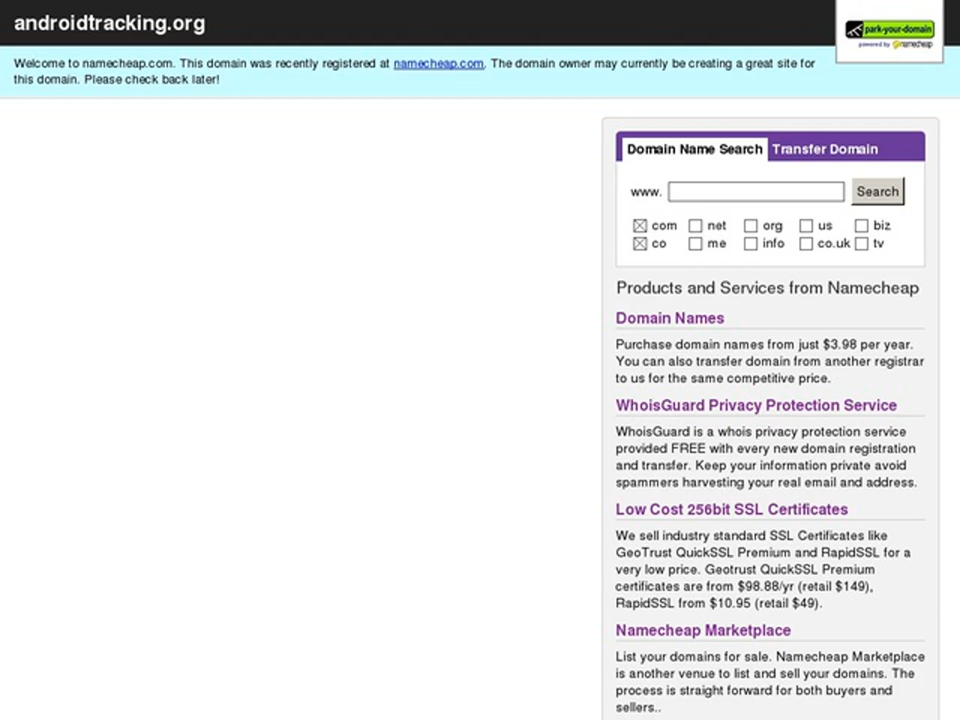 androidtracking.org
park-your-domain
powered by namecheap
Welcome to namecheap.com. This domain was recently registered at namecheap.com. The domain owner may currently be creating a great site for
this domain. Please check back later!
Domain Name Search Transfer Domain
www. Search
com net org us biz
co me info co.uk tv
Products and Services from Namecheap
Domain Names
Purchase domain names from just $3.98 per year.
You can also transfer domain from another registrar
to us for the same competitive price.
WhoisGuard Privacy Protection Service
WhoisGuard is a whois privacy protection service
provided FREE with every new domain registration
and transfer. Keep your information private avoid
spammers harvesting your real email and address.
Low Cost 256bit SSL Certificates
We sell industry standard SSL Certificates like
GeoTrust QuickSSL Premium and RapidSSL for a
very low price. Geotrust QuickSSL Premium
certificates are from $98.88/yr (retail $149),
RapidSSL from $10.95 (retail $49).
Namecheap Marketplace
List your domains for sale. Namecheap Marketplace
is another venue to list and sell your domains. The
process is straight forward for both buyers and
sellers..